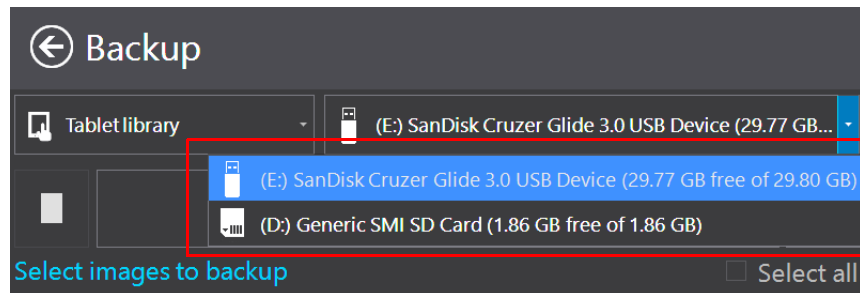 Backup
Tablet library
(E:) SanDisk Cruzer Glide 3.0 USB Device (29.77 GB...
(E:) SanDisk Cruzer Glide 3.0 USB Device (29.77 GB free of 29.80 GB)
(D:) Generic SMI SD Card (1.86 GB free of 1.86 GB)
Select images to backup
Select all